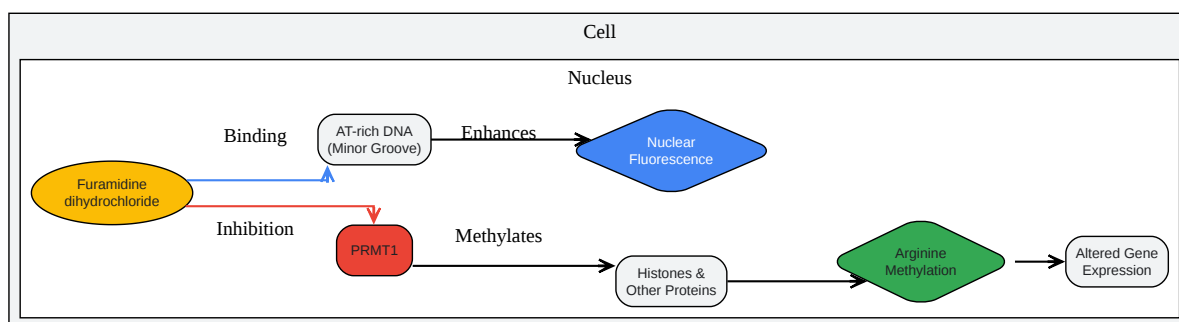 Cell
Nucleus
Binding
AT-rich DNA
(Minor Groove)
Enhances
Nuclear
Fluorescence
Furamidine
dihydrochloride
Inhibition
PRMT1
Methylates
Histones &
Other Proteins
Arginine
Methylation
Altered Gene
Expression